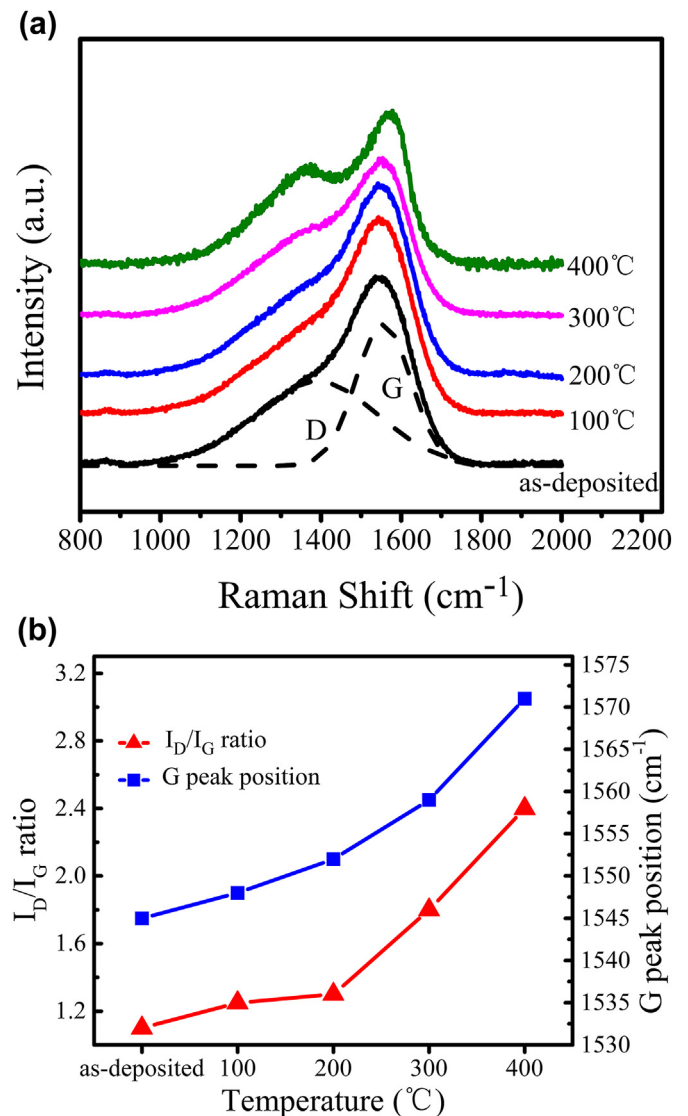 (a)
Intensity (a.u.)
400℃
300℃
200℃
100℃
as-deposited
D
G
800 1000 1200 1400 1600 1800 2000 2200
Raman Shift (cm-1)
(b)
3.2
2.8
2.4
2.0
1.6
1.2
ID/IG ratio
ID/IG ratio
G peak position
1575
1570
1565
1560
1555
1550
1545
1540
1535
1530
G peak position (cm-1)
as-deposited 100 200 300 400
Temperature (℃)